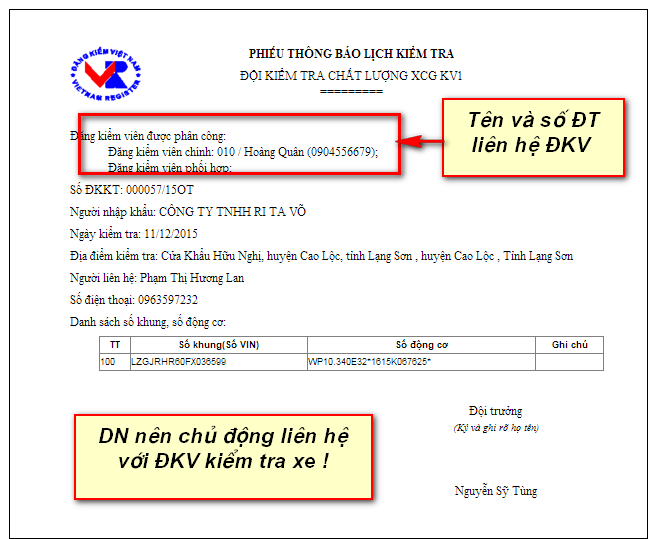 ĐĂNG KIỂM VIỆT NAM
VR
VIETNAM REGISTER
PHIẾU THÔNG BÁO LỊCH KIỂM TRA
ĐỘI KIỂM TRA CHẤT LƯỢNG XCG KV1
=========
Tên và số ĐT
liên hệ ĐKV
Đăng kiểm viên được phân công:
Đăng kiểm viên chính: 010 / Hoàng Quân (0904556679);
Đăng kiểm viên phối hợp:
Số ĐKKT: 000057/15OT
Người nhập khẩu: CÔNG TY TNHH RI TA VÕ
Ngày kiểm tra: 11/12/2015
Địa điểm kiểm tra: Cửa Khẩu Hữu Nghị, huyện Cao Lộc, tỉnh Lạng Sơn , huyện Cao Lộc , Tỉnh Lạng Sơn
Người liên hệ: Phạm Thị Hương Lan
Số điện thoại: 0963597232
Danh sách số khung, số động cơ:
TT Số khung(Số VIN) Số động cơ Ghi chú
100 LZGJRHR60FX036599 WP10.340E32*1615K067625*
Đội trưởng
(Ký và ghi rõ họ tên)
DN nên chủ động liên hệ
với ĐKV kiểm tra xe !
Nguyễn Sỹ Tùng